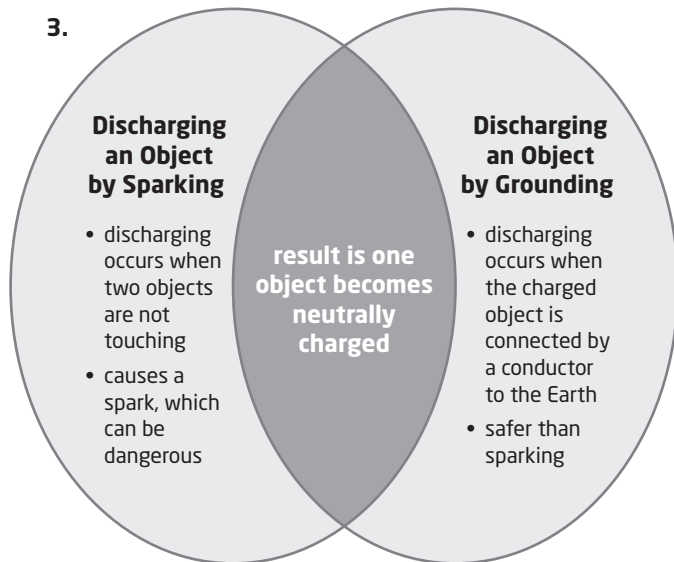 3.
Discharging
an Object
by Sparking
• discharging
occurs when
two objects
are not
touching
• causes a
spark, which
can be
dangerous
result is one
object becomes
neutrally
charged
Discharging
an Object
by Grounding
• discharging
occurs when
the charged
object is
connected by
a conductor
to the Earth
• safer than
sparking